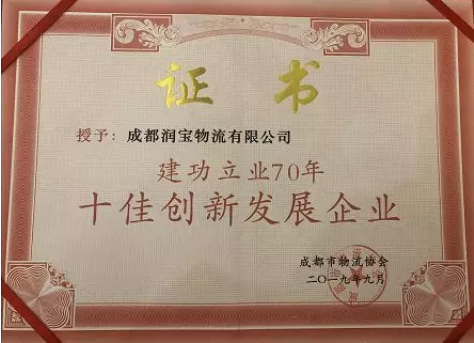 证书
授予：成都润宝物流有限公司
建功立业70年
十佳创新发展企业
成都市物流协会
二〇一九年九月